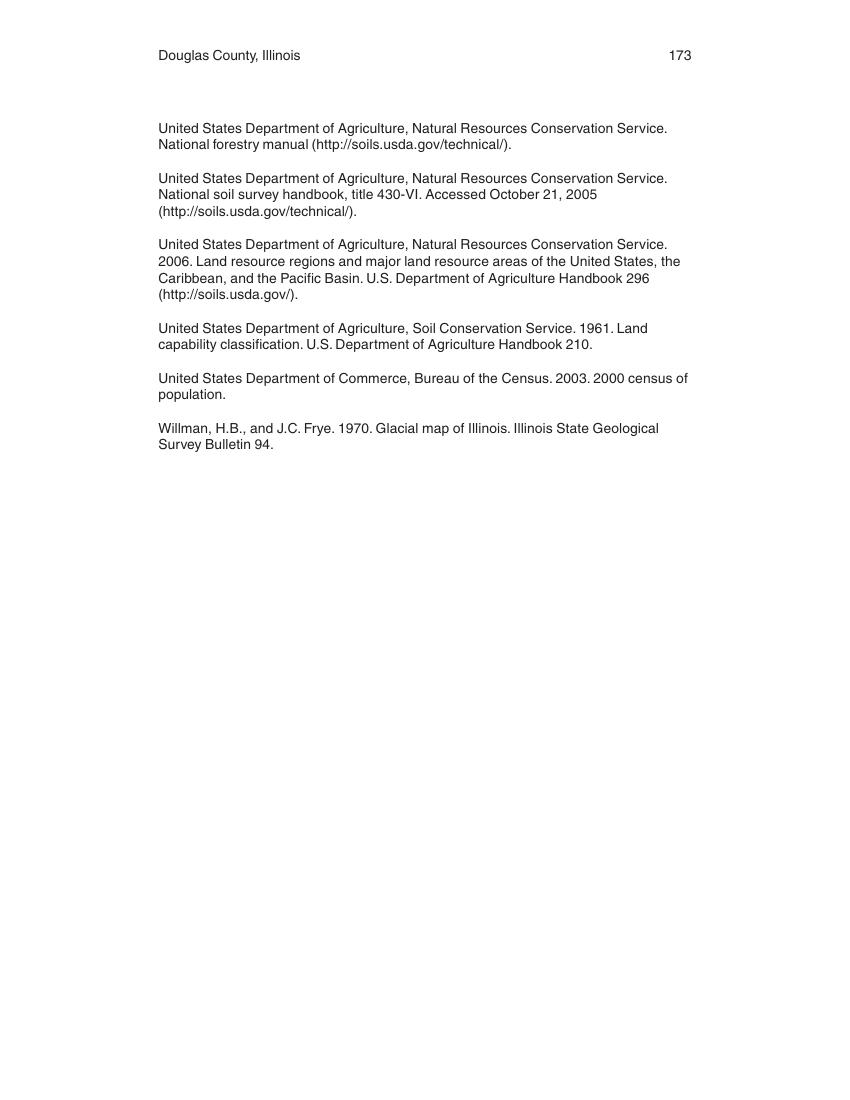 Douglas County, Illinois 173
United States Department of Agriculture, Natural Resources Conservation Service.
National forestry manual (http://soils.usda.gov/technical/).
United States Department of Agriculture, Natural Resources Conservation Service.
National soil survey handbook, title 430-VI. Accessed October 21, 2005
(http://soils.usda.gov/technical/).
United States Department of Agriculture, Natural Resources Conservation Service.
2006. Land resource regions and major land resource areas of the United States, the
Caribbean, and the Pacific Basin. U.S. Department of Agriculture Handbook 296
(http://soils.usda.gov/).
United States Department of Agriculture, Soil Conservation Service. 1961. Land
capability classification. U.S. Department of Agriculture Handbook 210.
United States Department of Commerce, Bureau of the Census. 2003. 2000 census of
population.
Willman, H.B., and J.C. Frye. 1970. Glacial map of Illinois. Illinois State Geological
Survey Bulletin 94.